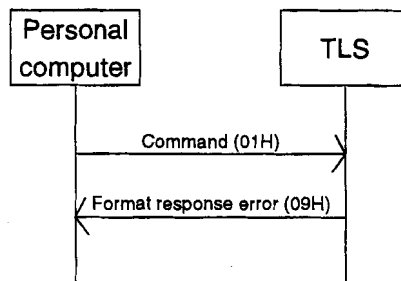 Personal
computer
TLS
Command (01H)
Format response error (09H)